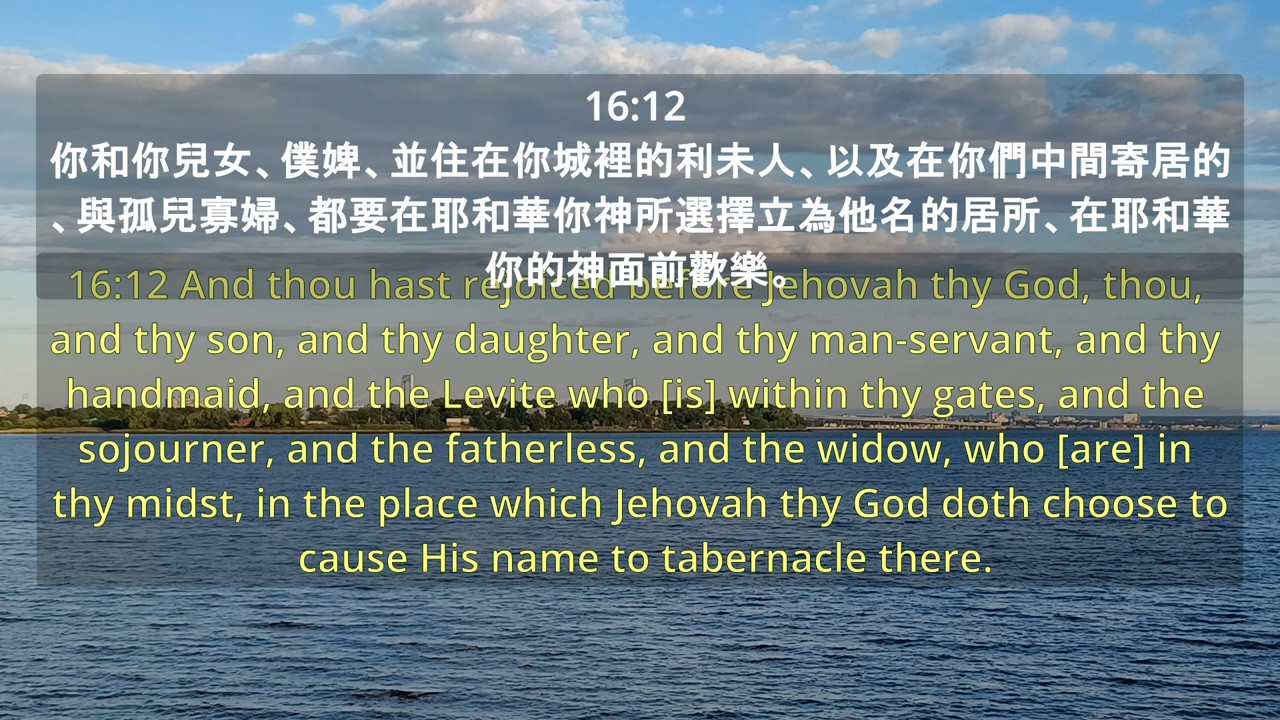 16:12
你和你兒女、僕婢、並住在你城裡的利未人、以及在你們中間寄居的
、與孤兒寡婦、都要在耶和華你神所選擇立為他名的居所、在耶和華
你的神面前歡樂。
16:12 And thou hast rejoiced before Jehovah thy God, thou,
and thy son, and thy daughter, and thy man-servant, and thy
handmaid, and the Levite who [is] within thy gates, and the
sojourner, and the fatherless, and the widow, who [are] in
thy midst, in the place which Jehovah thy God doth choose to
cause His name to tabernacle there.